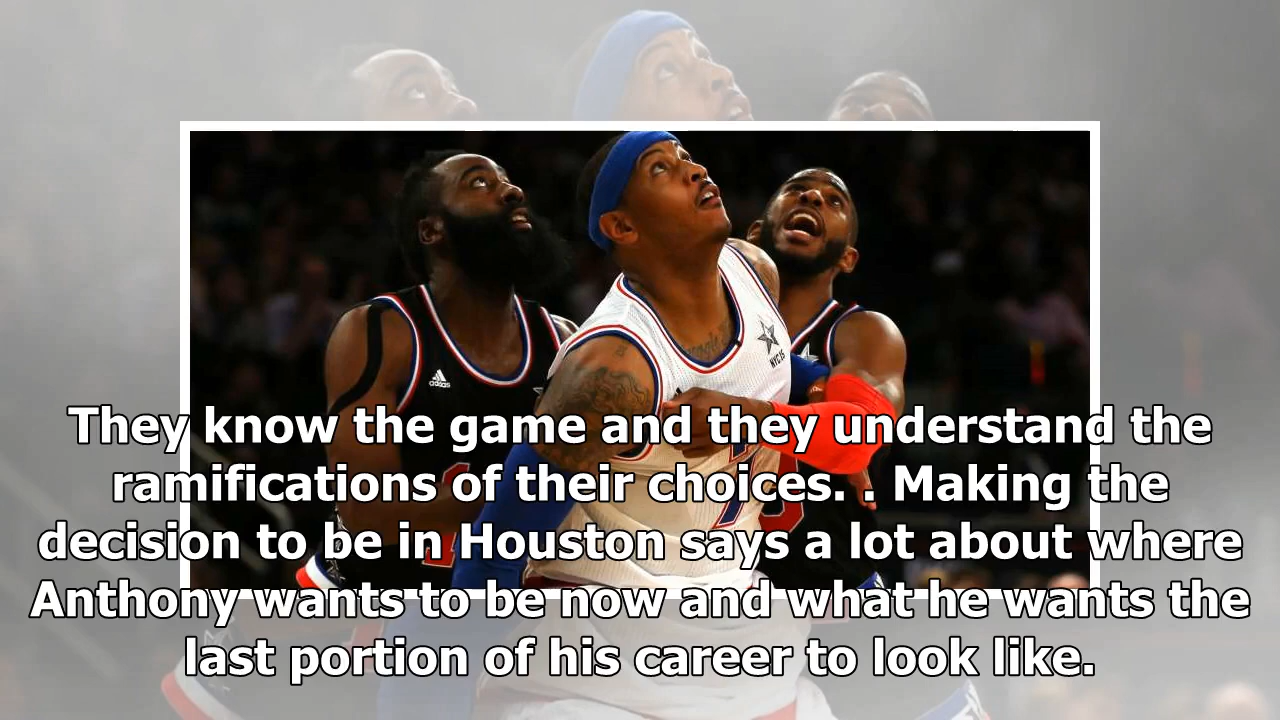 adidas
NYC15
They know the game and they understand the
ramifications of their choices. . Making the
decision to be in Houston says a lot about where
Anthony wants to be now and what he wants the
last portion of his career to look like.